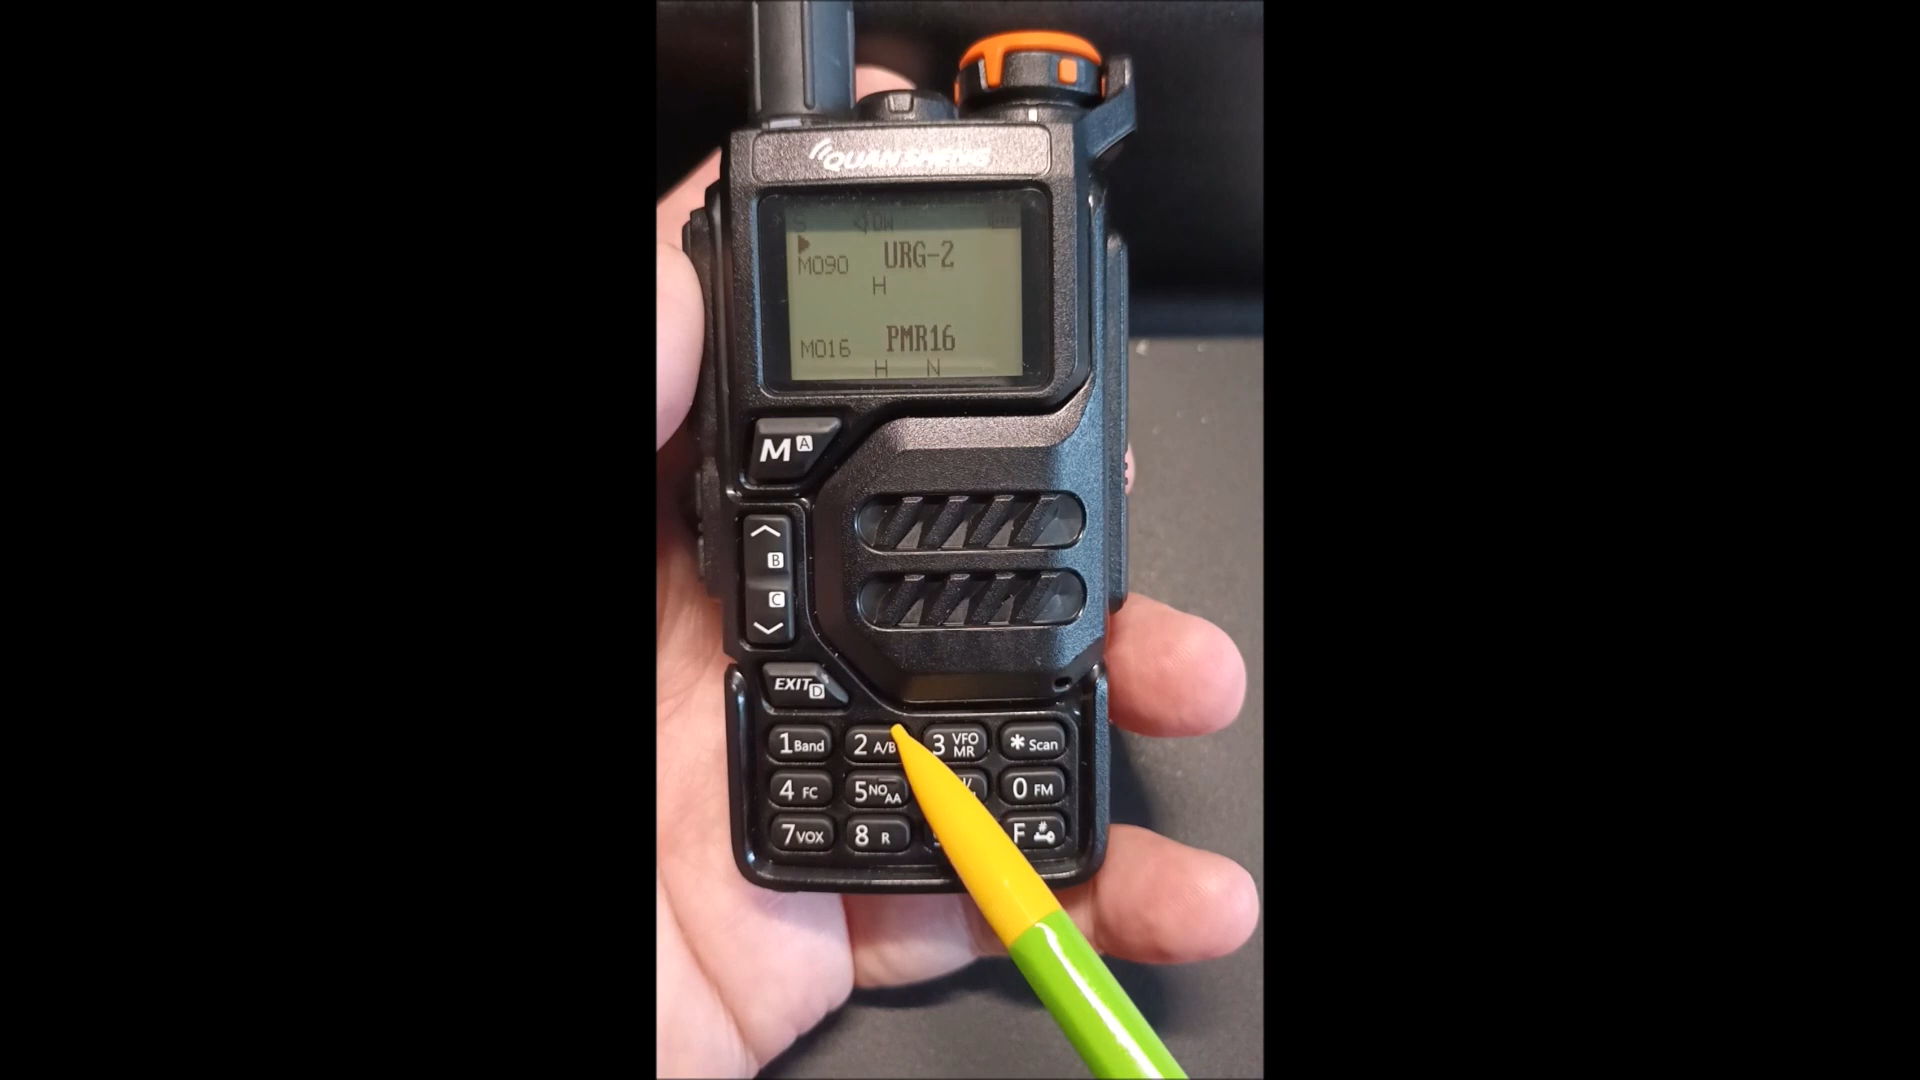 QUANSHENG
S DW
M090 URG-2
H
M016 PMR16
H N
M A
B
C
EXIT D
1 Band 2 A/B 3 VFO MR * Scan
4 FC 5 NOAA 0 FM
7 VOX 8 R F #